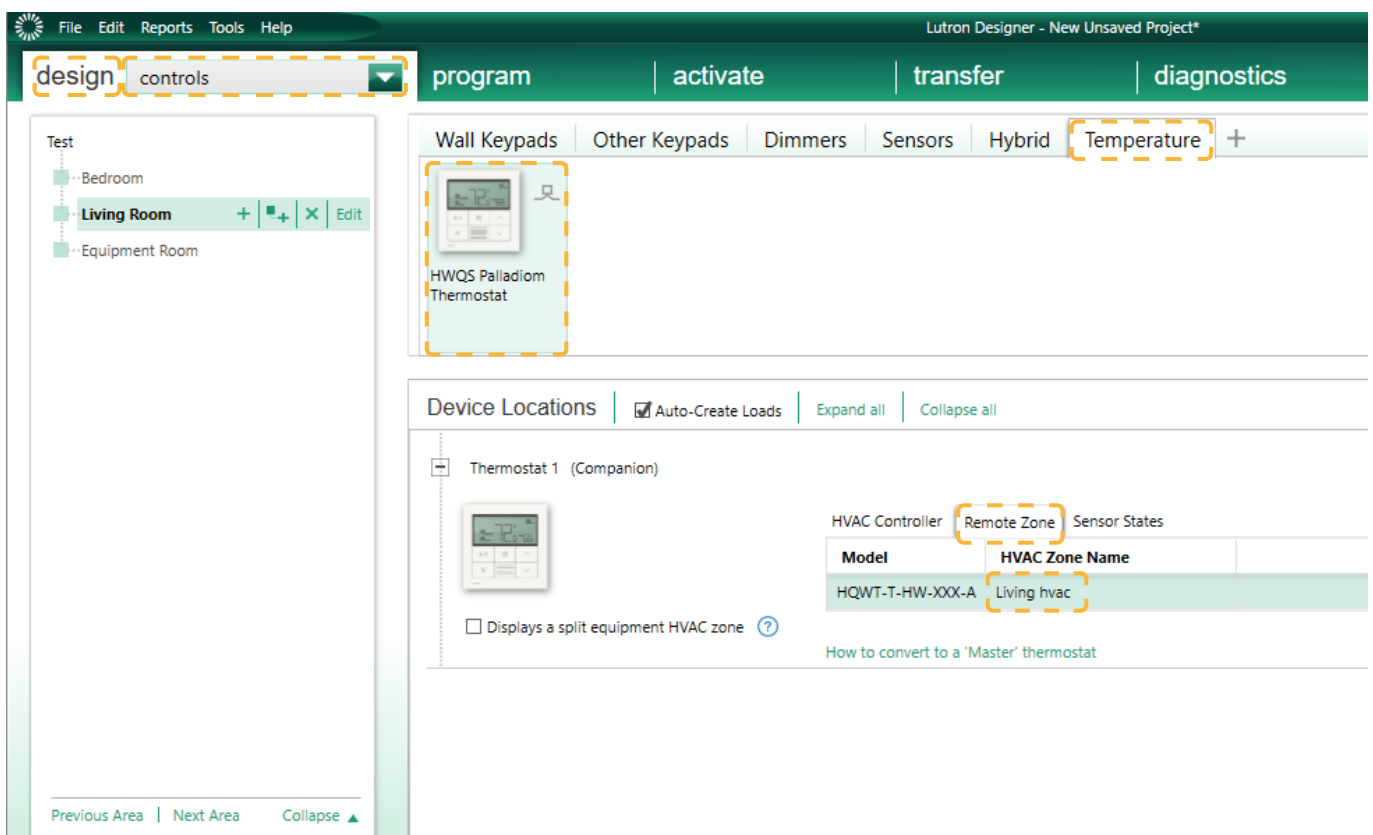 File Edit Reports Tools Help
Lutron Designer - New Unsaved Project*
design controls program activate transfer diagnostics
Test
Bedroom
Living Room + × Edit
Equipment Room
Wall Keypads Other Keypads Dimmers Sensors Hybrid Temperature +
HWQS Palladiom
Thermostat
Device Locations Auto-Create Loads Expand all Collapse all
Thermostat 1 (Companion)
HVAC Controller Remote Zone Sensor States
Model HVAC Zone Name
HQWT-T-HW-XXX-A Living hvac
Displays a split equipment HVAC zone ?
How to convert to a 'Master' thermostat
Previous Area Next Area Collapse